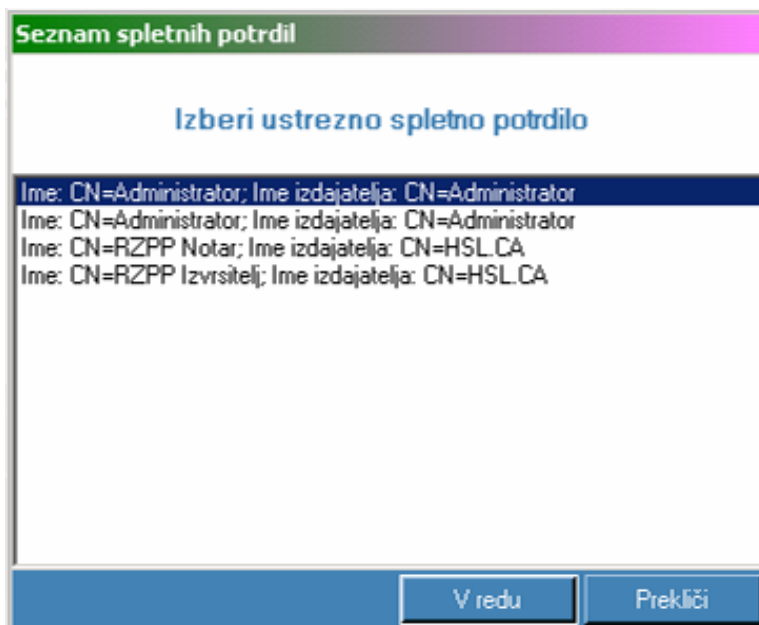 Seznam spletnih potrdil
Izberi ustrezno spletno potrdilo
Ime: CN=Administrator; Ime izdajatelja: CN=Administrator
Ime: CN=Administrator; Ime izdajatelja: CN=Administrator
Ime: CN=RZPP Notar; Ime izdajatelja: CN=HSL.CA
Ime: CN=RZPP Izvrsitelj; Ime izdajatelja: CN=HSL.CA
V redu Prekliči